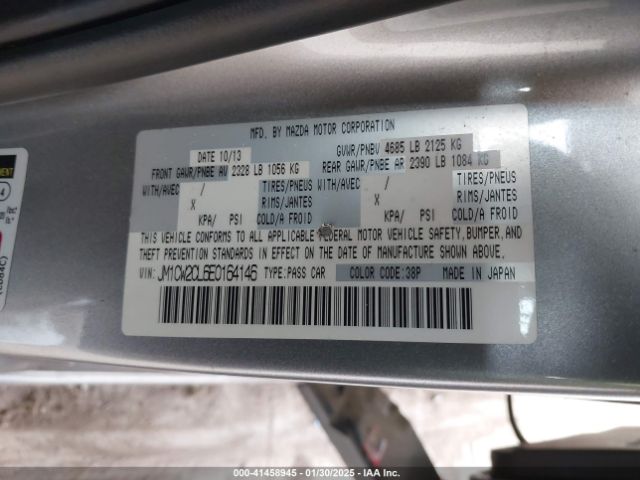 MFD. BY MAZDA MOTOR CORPORATION
DATE 10/13
GVWR/PNBV 4685 LB 2125 KG
FRONT GAWR/PNBE AV 2328 LB 1056 KG
REAR GAWR/PNBE AR 2390 LB 1084 KG
WITH/AVEC / TIRES/PNEUS WITH/AVEC / TIRES/PNEUS
X RIMS/JANTES X RIMS/JANTES
KPA/ PSI COLD/A FROID KPA/ PSI COLD/A FROID
THIS VEHICLE CONFORMS TO ALL APPLICABLE FEDERAL MOTOR VEHICLE SAFETY, BUMPER, AND
THEFT PREVENTION STANDARDS IN EFFECT ON THE DATE OF MANUFACTURE SHOWN ABOVE.
VIN: JM1CW2CL6E0164146 TYPE:PASS CAR COLOR CODE:38P MADE IN JAPAN
000-41458945 - 01/30/2025 - IAA Inc.